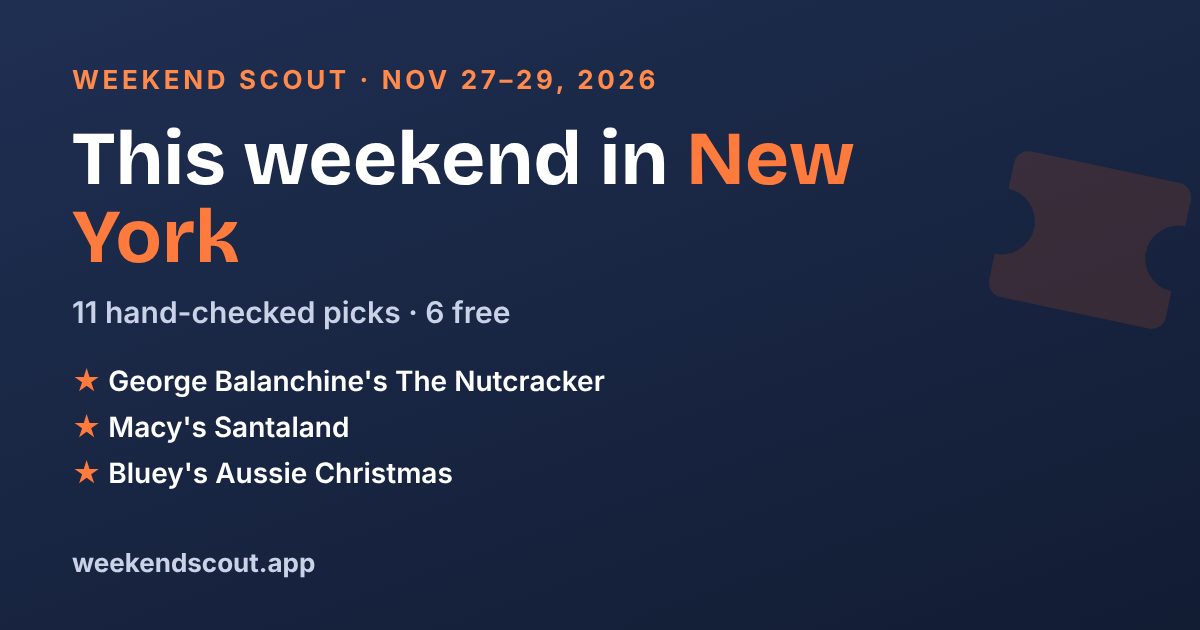 WEEKEND SCOUT · NOV 27–29, 2026
This weekend in New
York
11 hand-checked picks · 6 free
★ George Balanchine's The Nutcracker
★ Macy's Santaland
★ Bluey's Aussie Christmas
weekendscout.app